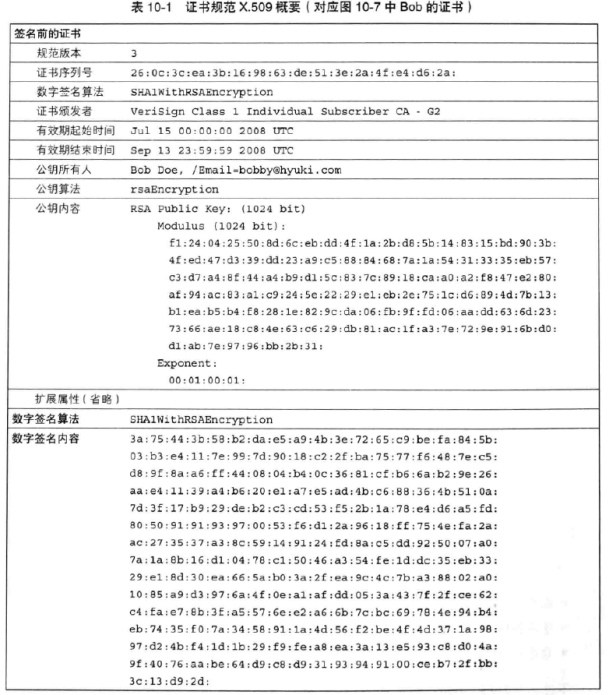 表 10-1 证书规范 X.509 概要（对应图 10-7 中 Bob 的证书）
签名前的证书
规范版本 3
证书序列号 26:0c:3c:ea:3b:16:98:63:de:51:3e:2a:4f:e4:d6:2a:
数字签名算法 SHA1WithRSAEncryption
证书颁发者 VeriSign Class 1 Individual Subscriber CA - G2
有效期起始时间 Jul 15 00:00:00 2008 UTC
有效期结束时间 Sep 13 23:59:59 2008 UTC
公钥所有人 Bob Doe, /Email=bobby@hyuki.com
公钥算法 rsaEncryption
公钥内容 RSA Public Key: (1024 bit)
Modulus (1024 bit):
f1:24:04:25:50:8d:6c:eb:dd:4f:1a:2b:d8:5b:14:83:15:bd:90:3b:
4f:ed:47:d3:39:dd:23:a9:c5:88:84:68:7a:1a:54:31:33:35:eb:57:
c3:d7:a4:8f:44:a4:b9:d1:5c:83:7c:89:18:ca:a0:a2:f8:47:e2:80:
af:94:ac:83:a1:c9:24:5e:22:29:e1:eb:2e:75:1c:d6:89:4d:7b:13:
b1:ea:b5:b4:f8:28:1e:82:9c:da:06:fb:9f:fd:06:aa:dd:63:6d:23:
73:66:ae:18:c8:4e:63:c6:29:db:81:ac:1f:a3:7e:72:9e:91:6b:d0:
d1:ab:7e:97:96:bb:2b:31:
Exponent:
00:01:00:01:
扩展属性（省略）
数字签名算法 SHA1WithRSAEncryption
数字签名内容 3a:75:44:3b:58:b2:da:e5:a9:4b:3e:72:65:c9:be:fa:84:5b:
03:b3:e4:11:7e:99:7d:90:18:c2:2f:ba:75:77:f6:48:7e:c5:
d8:9f:8a:a6:ff:44:08:04:b4:0c:36:81:cf:b6:6a:b2:9e:26:
aa:e4:11:39:a4:b6:20:e1:a7:e5:ad:4b:c6:88:36:4b:51:0a:
7d:3f:17:b9:29:de:b2:c3:cd:53:f5:2b:1a:78:e4:d6:a5:fd:
80:50:91:91:93:97:00:53:f6:d1:2a:96:18:ff:75:4e:fa:2a:
ac:27:35:37:a3:8c:59:14:91:24:fd:8a:c5:dd:92:50:07:a0:
7a:1a:8b:16:d1:04:78:c1:50:46:a3:54:fe:1d:dc:35:eb:33:
29:e1:8d:30:ea:66:5a:b0:3a:2f:ea:9c:4c:7b:a3:88:02:a0:
10:85:a9:d3:97:6a:4f:0e:a1:af:dd:05:3a:43:7f:2f:ce:62:
c4:fa:e7:8b:3f:a5:57:6e:e2:a6:6b:7c:bc:69:78:4e:94:b4:
eb:74:35:f0:7a:34:58:91:1a:4d:56:f2:be:4f:4d:37:1a:98:
97:d2:4b:f4:1d:1b:29:f9:fe:a8:ea:3a:13:e5:93:c8:d0:4a:
9f:40:76:aa:be:64:d9:c8:d9:31:93:94:91:00:ce:b7:2f:bb:
3c:13:d9:2d: